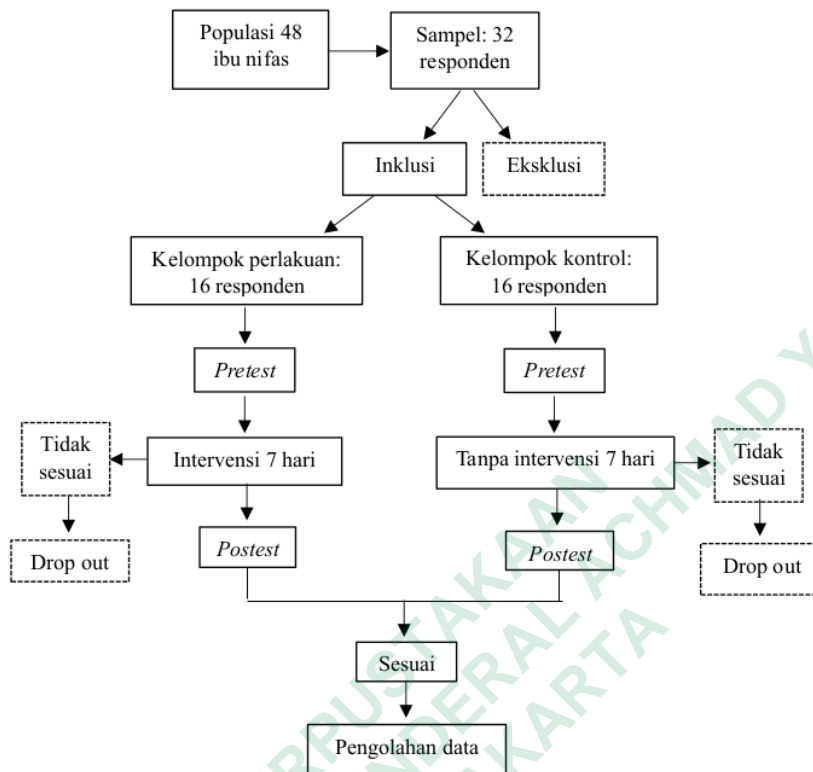 Populasi 48
ibu nifas
Sampel: 32
responden
Inklusi
Eksklusi
Kelompok perlakuan:
16 responden
Kelompok kontrol:
16 responden
Pretest
Pretest
Tidak
sesuai
Intervensi 7 hari
Tanpa intervensi 7 hari
Tidak
sesuai
Drop out
Postest
Postest
Drop out
Sesuai
Pengolahan data
ACHMAD